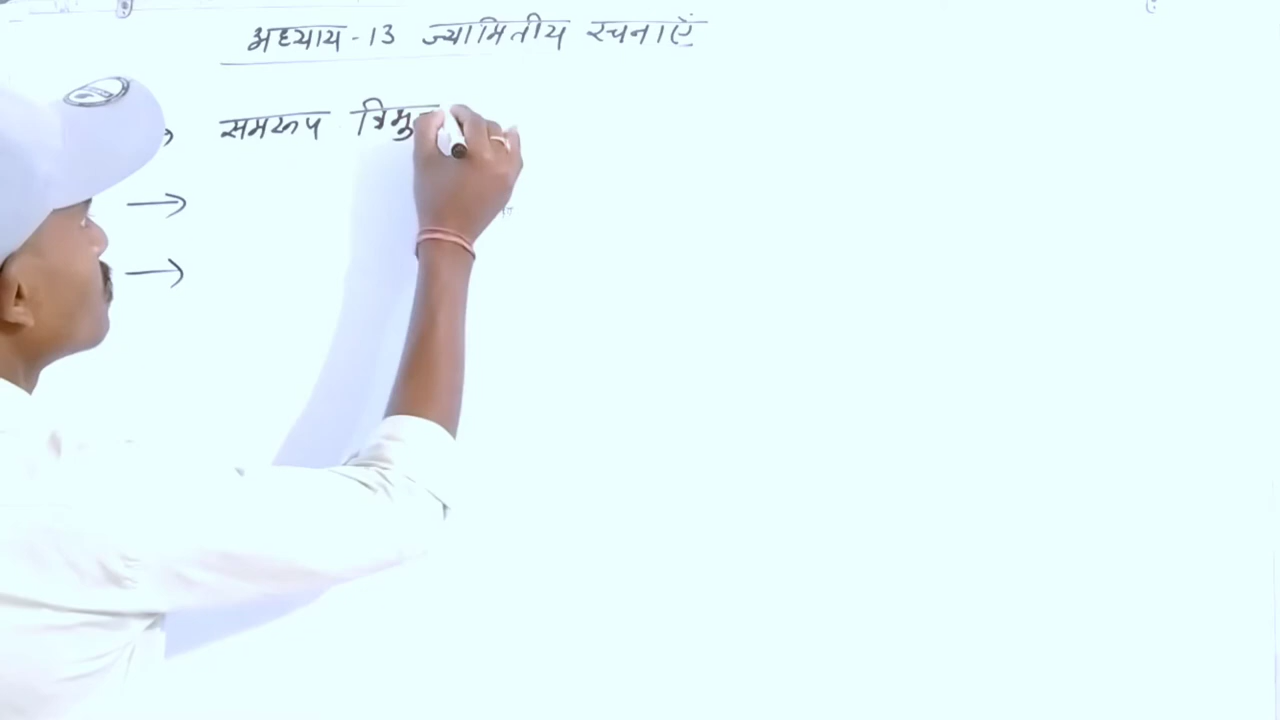 अध्याय-13 ज्यामितीय रचनाएँ
→ समरूप त्रिभु
→
→